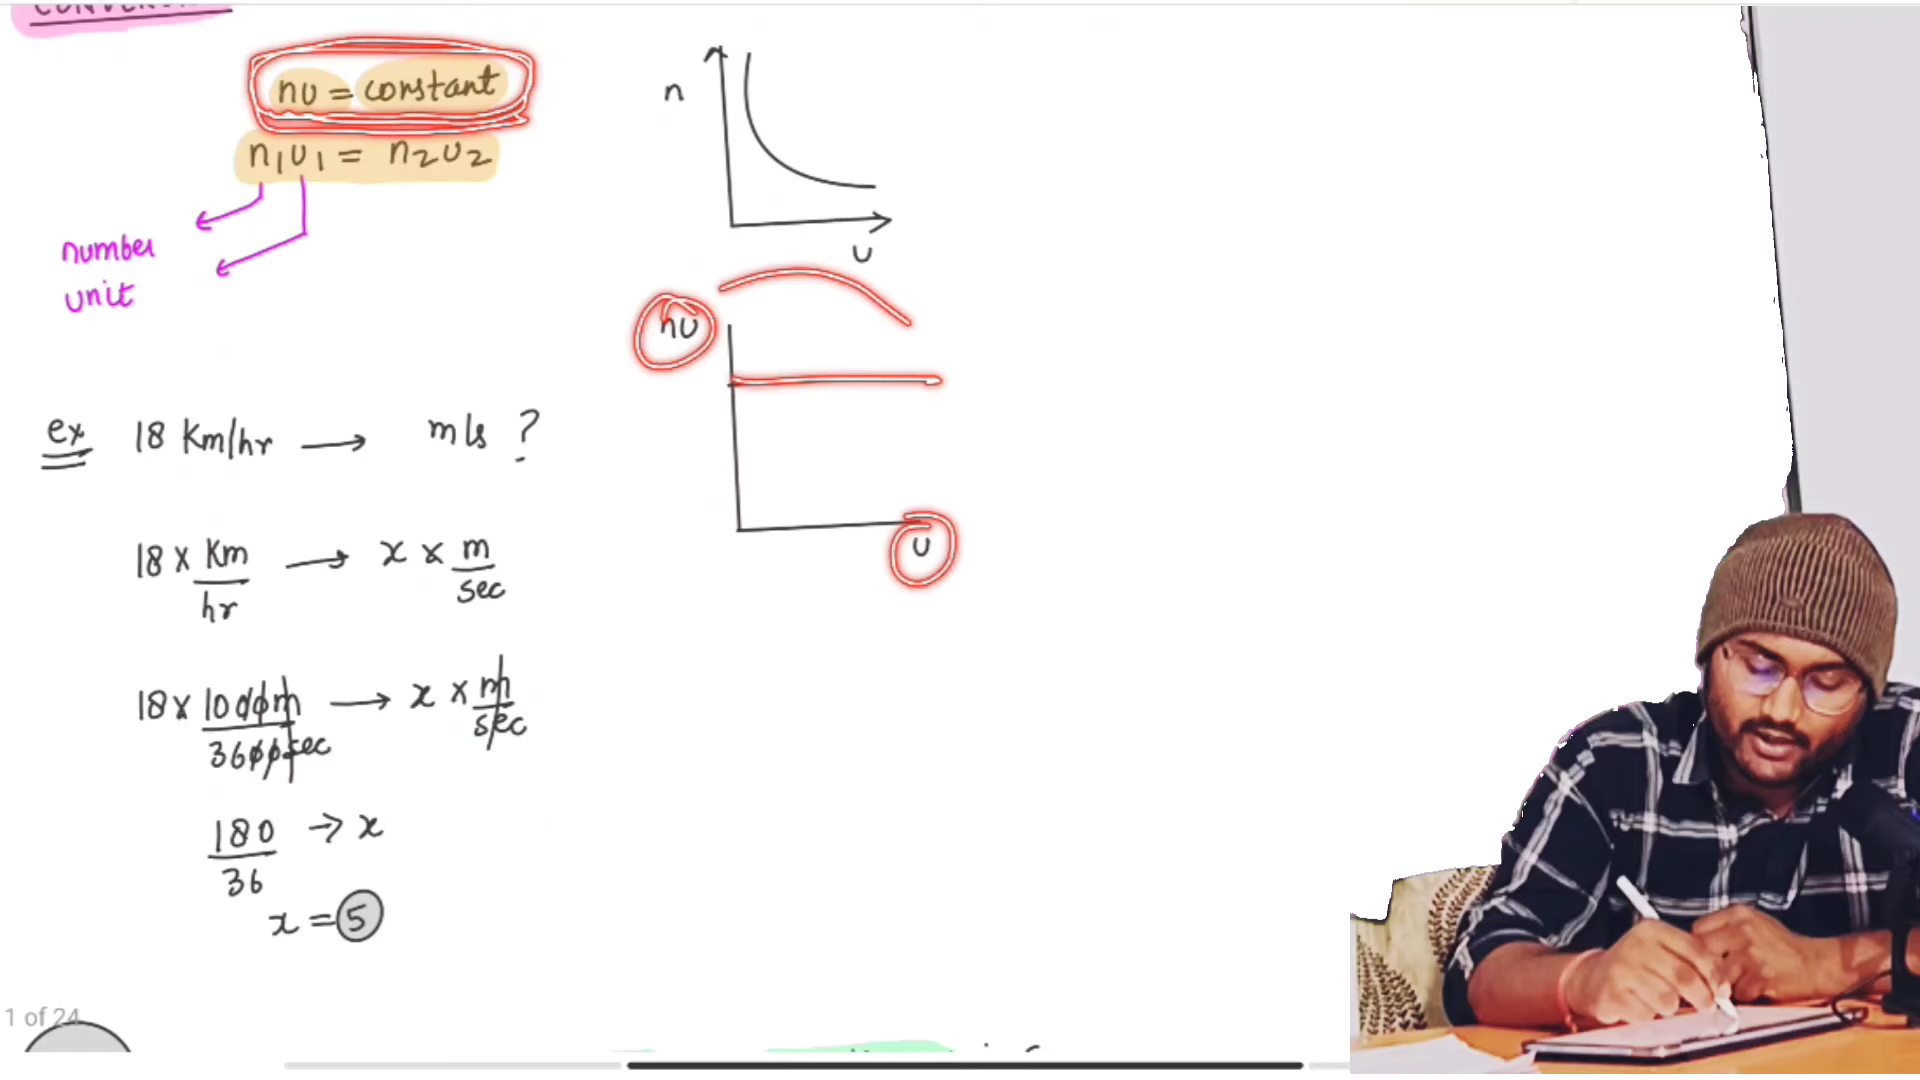 nu = constant
n1u1 = n2u2
number
unit
n
u
nu
u
ex 18 Km/hr → m/s ?
18 × Km/hr → x × m/sec
18 × 1000m/3600sec → x × m/sec
180/36 → x
x = 5
1 of 24